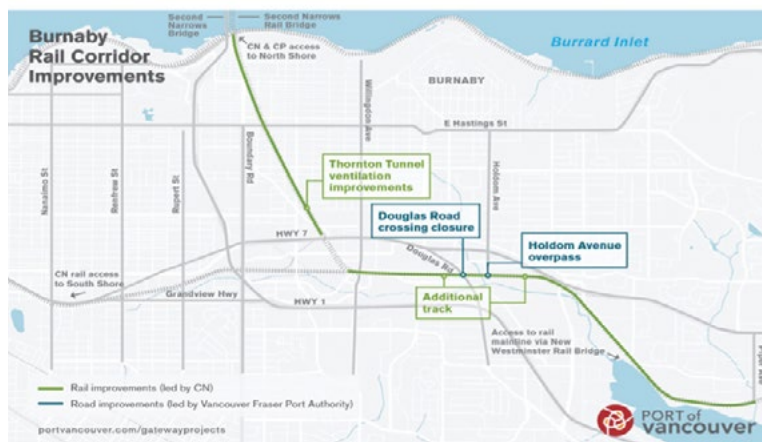 Burnaby
Rail Corridor
Improvements
Second
Narrows
Bridge
Second Narrows
Rail Bridge
CN & CP access
to North Shore
Burrard Inlet
BURNABY
Willingdon Ave
E Hastings St
Nanaimo St
Renfrew St
Rupert St
Boundary Rd
Holdom Ave
Thornton Tunnel
ventilation
improvements
Douglas Road
crossing closure
Holdom Avenue
overpass
HWY 7
Douglas Rd
CN rail access
to South Shore
Grandview Hwy
HWY 1
Additional
track
Access to rail
mainline via New
Westminster Rail Bridge
Piper Ave
Rail improvements (led by CN)
Road improvements (led by Vancouver Fraser Port Authority)
portvancouver.com/gatewayprojects
PORT of
vancouver